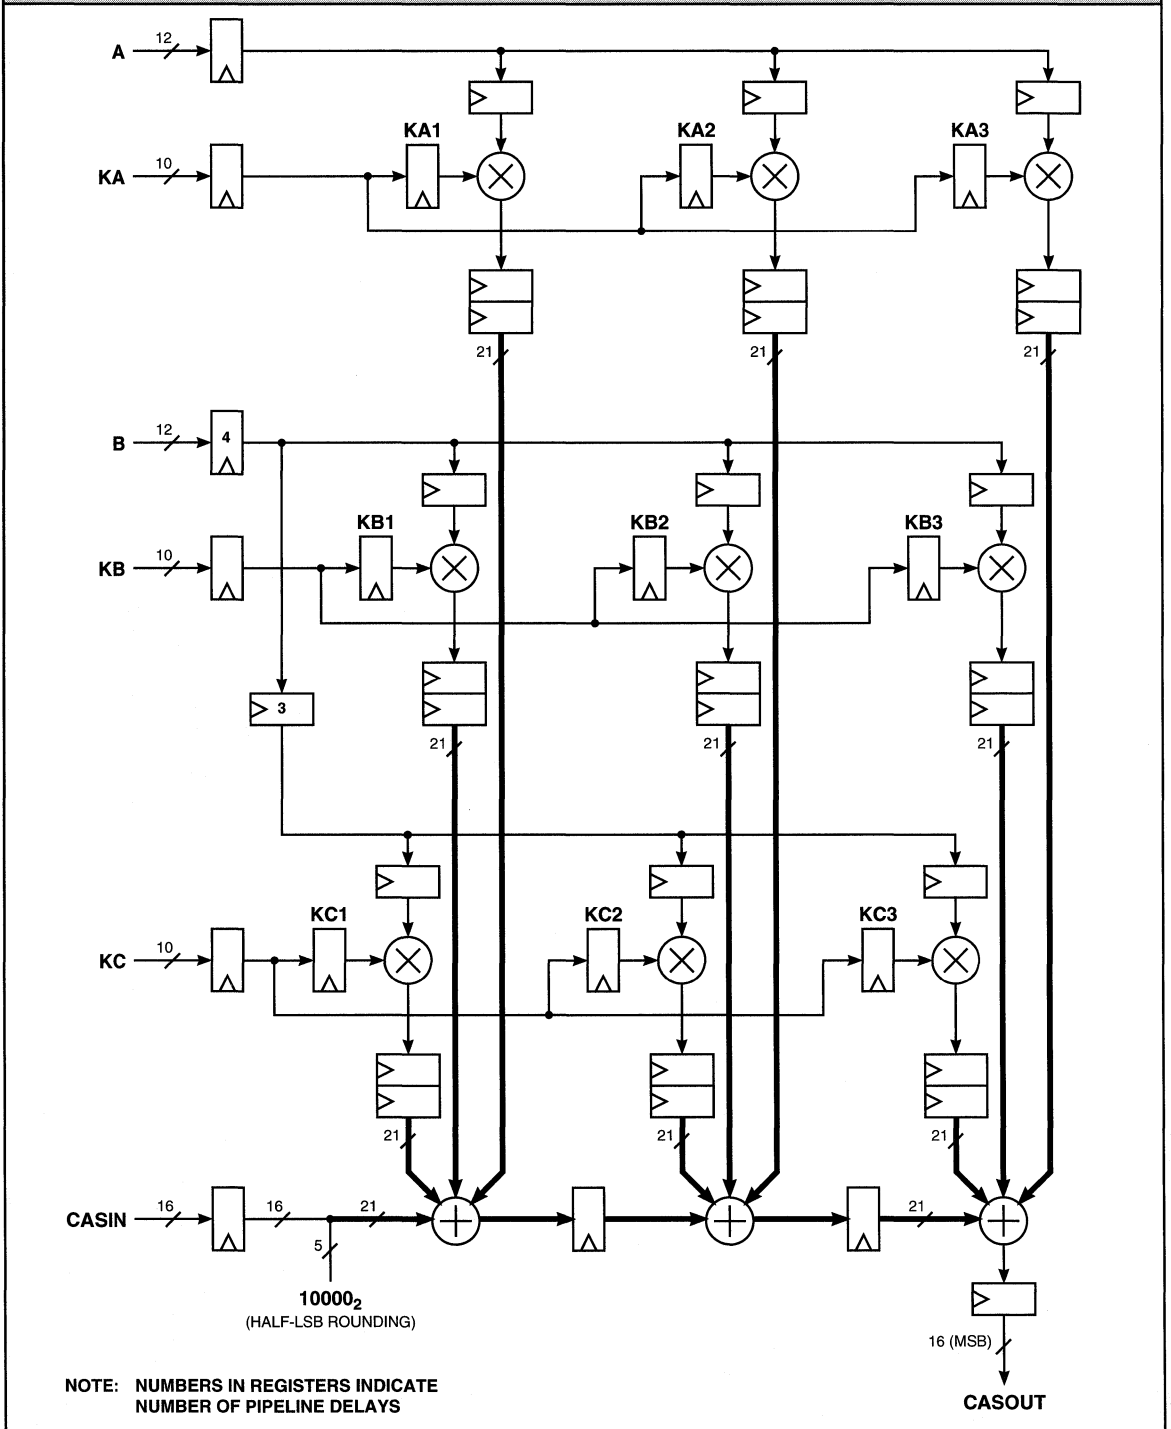 A 12
KA1 KA2 KA3
KA 10
21 21 21
B 12 4
KB1 KB2 KB3
KB 10
3
21 21 21
KC1 KC2 KC3
KC 10
21 21 21
CASIN 16 16 21 21
5
10000₂
(HALF-LSB ROUNDING)
16 (MSB)
CASOUT
NOTE: NUMBERS IN REGISTERS INDICATE
NUMBER OF PIPELINE DELAYS